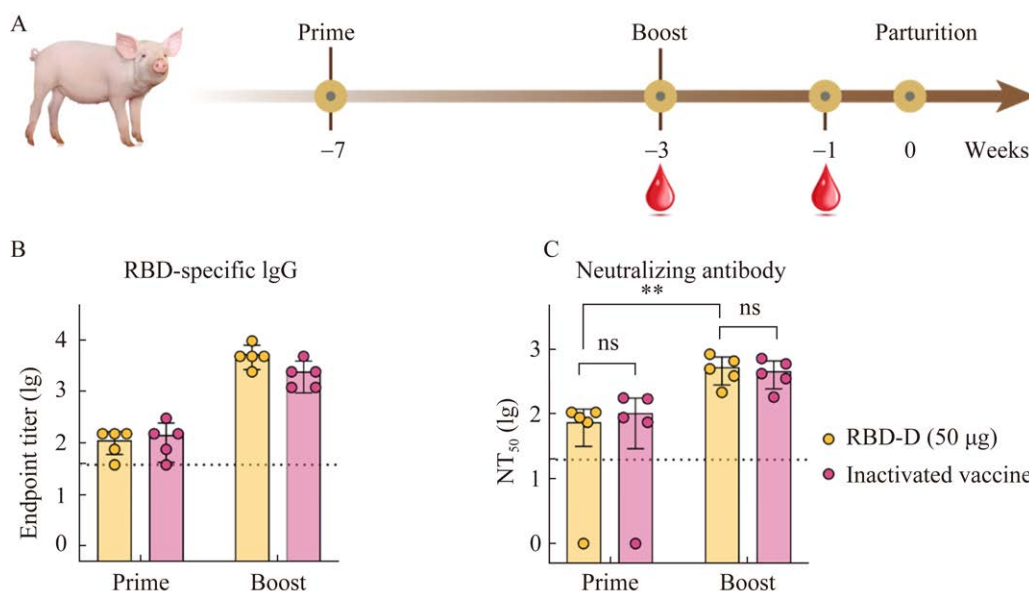 A
Prime
Boost
Parturition
–7
–3
–1
0
Weeks
B
RBD-specific lgG
Endpoint titer (lg)
4
3
2
1
0
Prime
Boost
C
Neutralizing antibody
**
ns
ns
NT50 (lg)
3
2
1
0
Prime
Boost
RBD-D (50 μg)
Inactivated vaccine